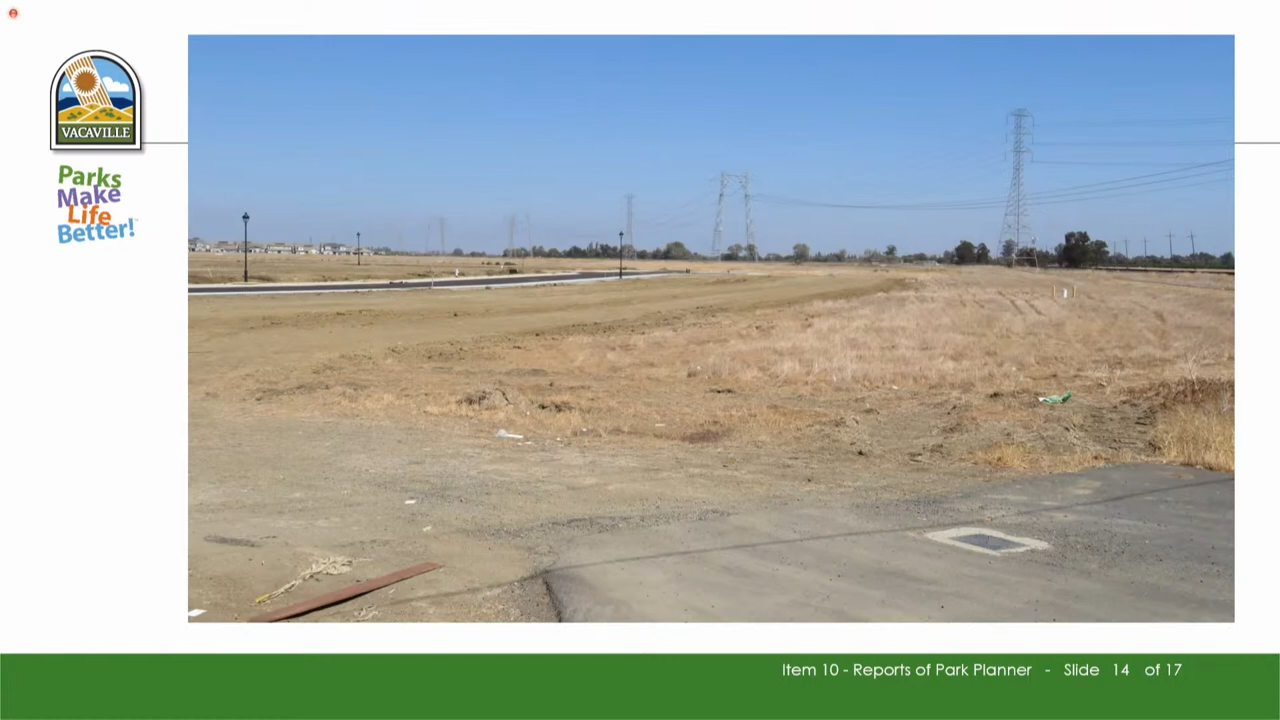 VACAVILLE
Parks
Make
Life
Better!
Item 10 - Reports of Park Planner - Slide 14 of 17